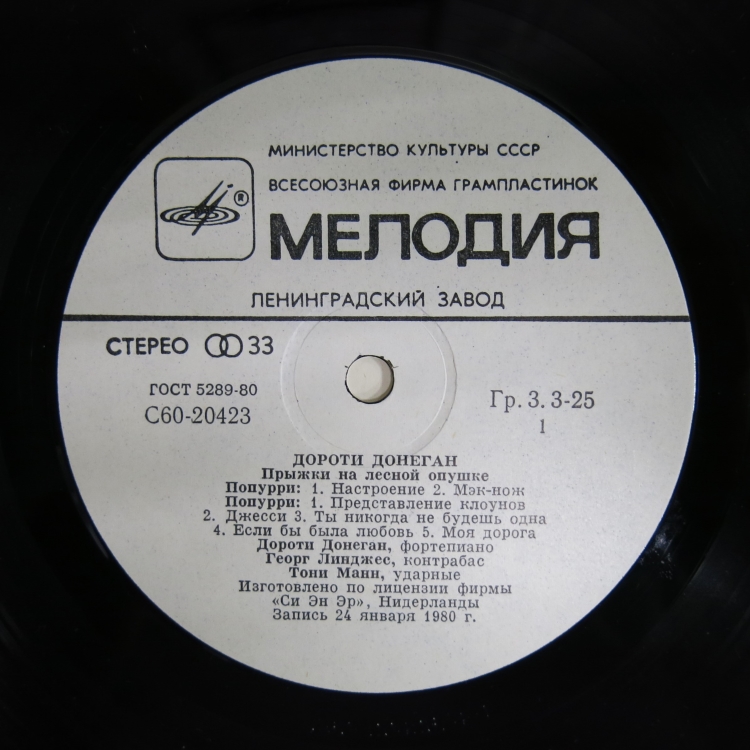 МИНИСТЕРСТВО КУЛЬТУРЫ СССР
ВСЕСОЮЗНАЯ ФИРМА ГРАМПЛАСТИНОК
®
МЕЛОДИЯ
ЛЕНИНГРАДСКИЙ ЗАВОД
СТЕРЕО 33
ГОСТ 5289-80
С60-20423
Гр. 3. 3-25
1
ДОРОТИ ДОНЕГАН
Прыжки на лесной опушке
Попурри: 1. Настроение 2. Мэк-нож
Попурри: 1. Представление клоунов
2. Джесси 3. Ты никогда не будешь одна
4. Если бы была любовь 5. Моя дорога
Дороти Донеган, фортепиано
Георг Линджес, контрабас
Тони Манн, ударные
Изготовлено по лицензии фирмы
«Си Эн Эр», Нидерланды
Запись 24 января 1980 г.